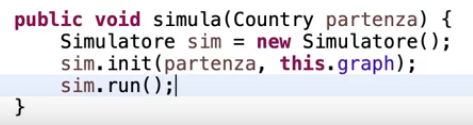 public void simula(Country partenza) {
    Simulatore sim = new Simulatore();
    sim.init(partenza, this.graph);
    sim.run();
}